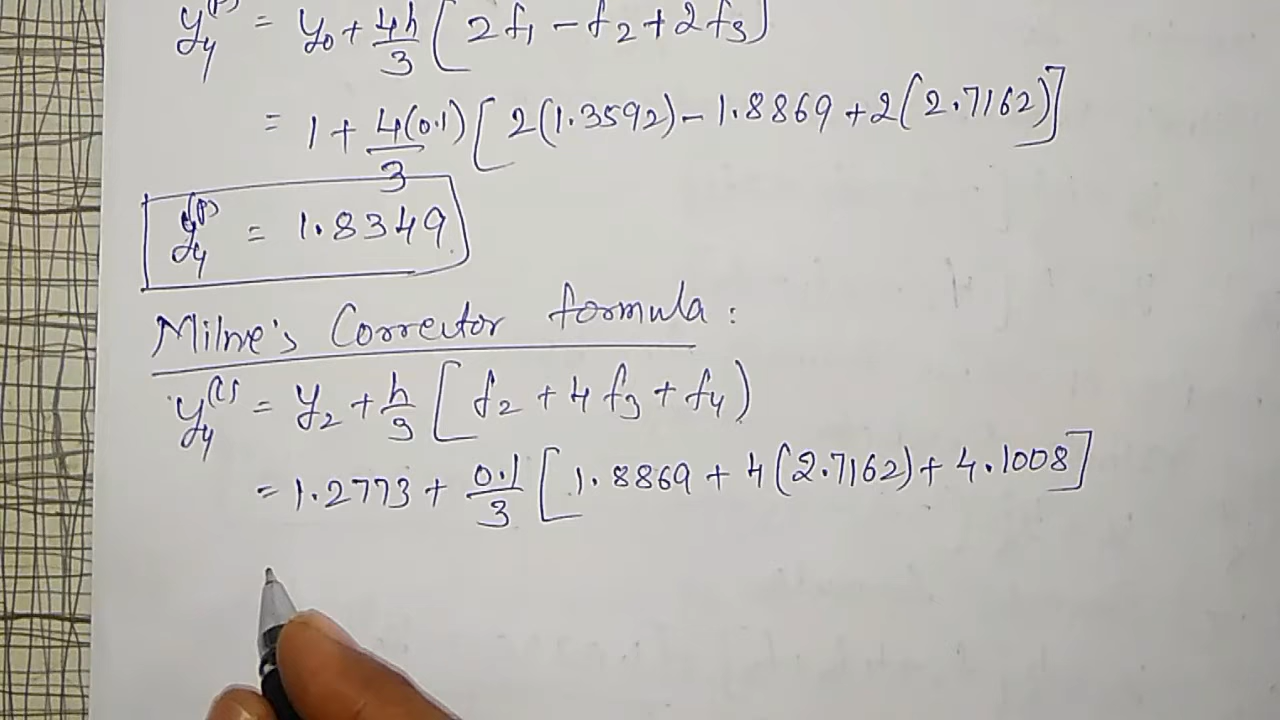 y₄⁽ᴾ⁾ = y₀ + 4h/3 [ 2f₁ - f₂ + 2f₃ ]
= 1 + 4(0.1)/3 [ 2(1.3592) - 1.8869 + 2(2.7162) ]
y₄⁽ᴾ⁾ = 1.8349
Milne's Corrector formula :
y₄⁽ᶜ⁾ = y₂ + h/3 [ f₂ + 4f₃ + f₄ ]
= 1.2773 + 0.1/3 [ 1.8869 + 4(2.7162) + 4.1008 ]